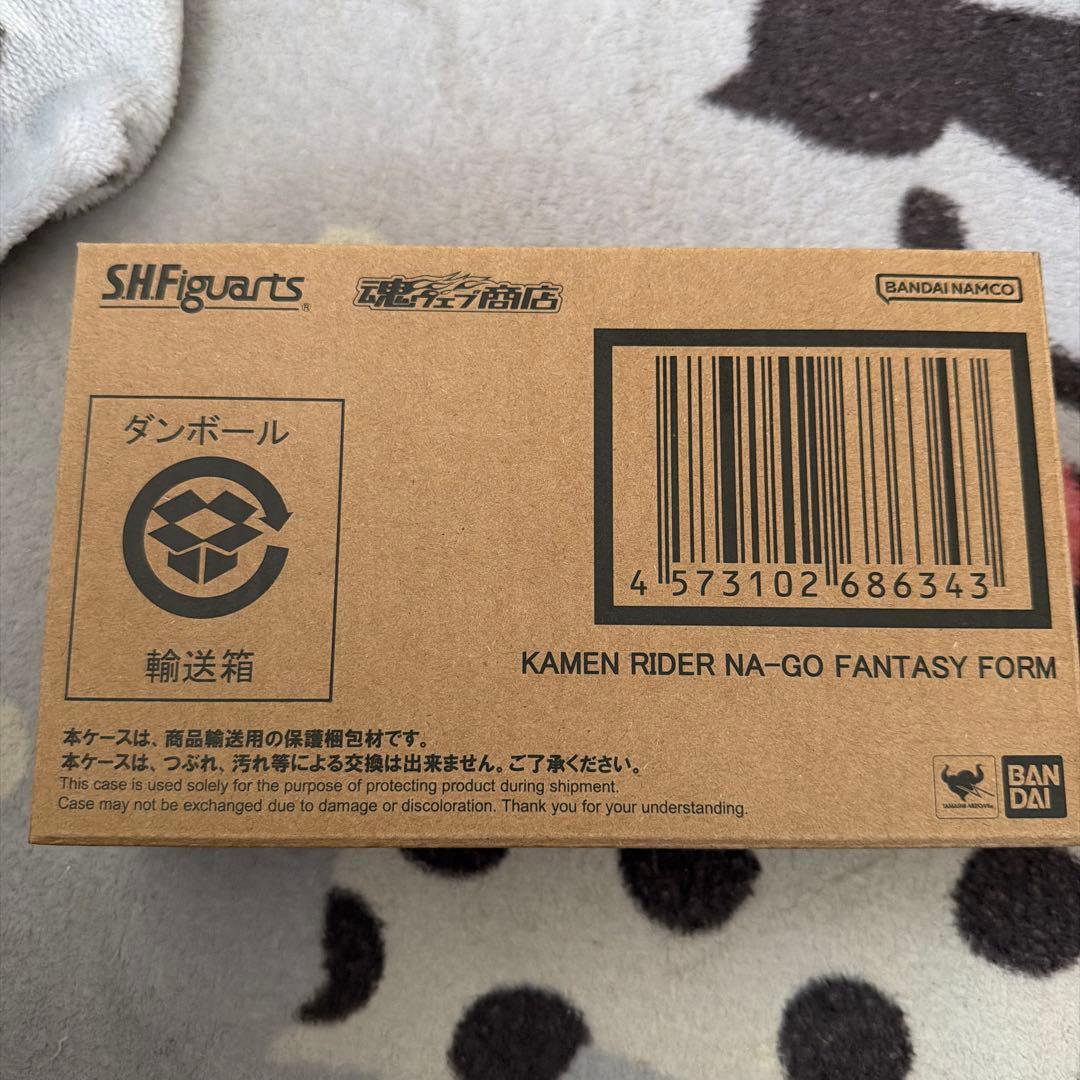 S.H.Figuarts®
魂ウェブ商店
BANDAI NAMCO
ダンボール
輸送箱
4 573102 686343
KAMEN RIDER NA-GO FANTASY FORM
本ケースは、商品輸送用の保護梱包材です。
本ケースは、つぶれ、汚れ等による交換は出来ません。ご了承ください。
This case is used solely for the purpose of protecting product during shipment.
Case may not be exchanged due to damage or discoloration. Thank you for your understanding.
TAMASHII NATIONS
BAN
DAI